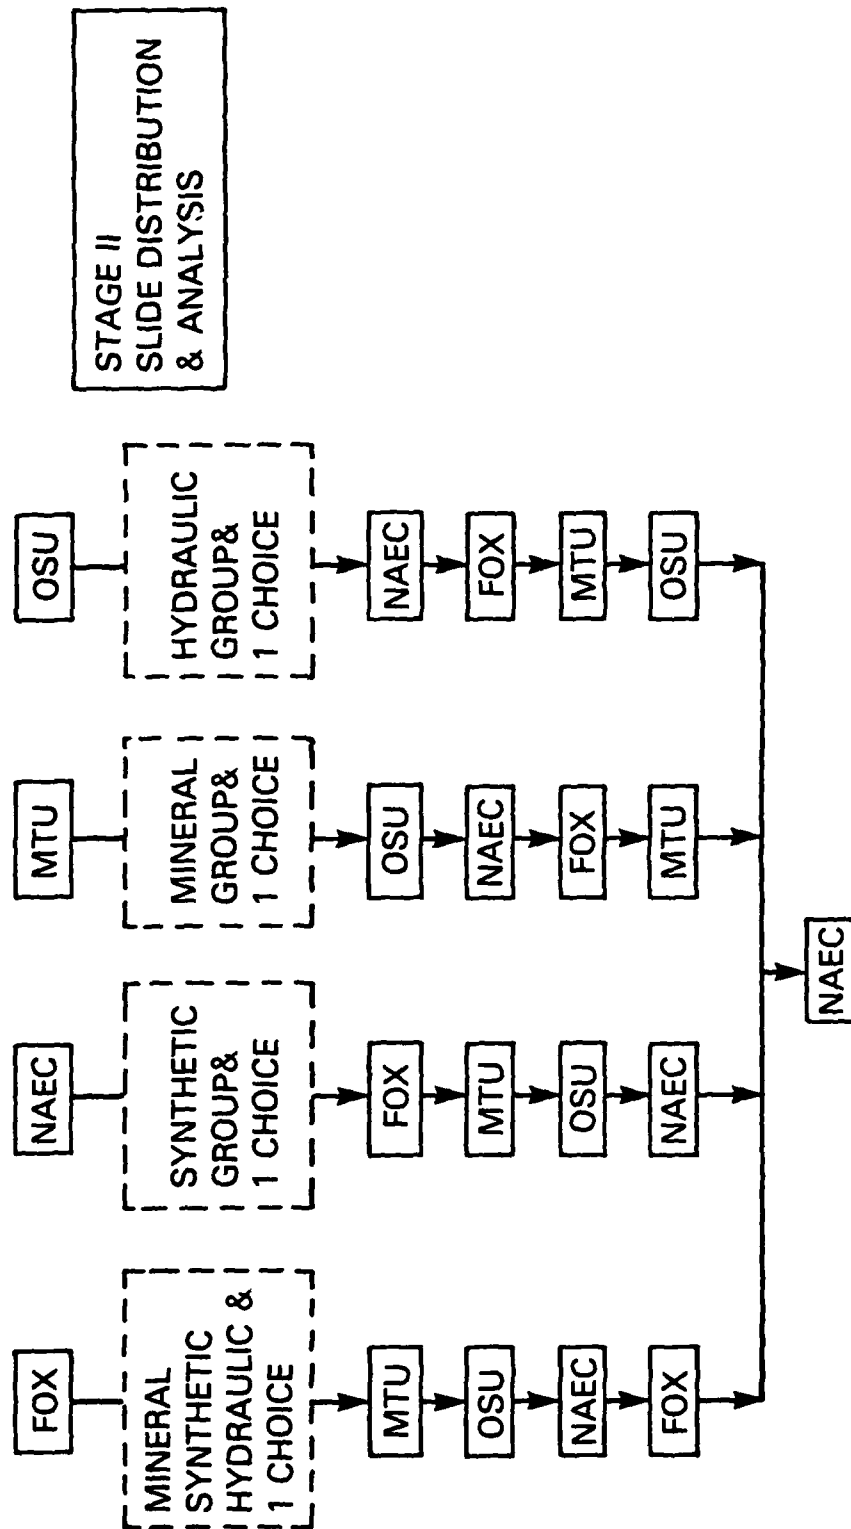 STAGE II
SLIDE DISTRIBUTION
& ANALYSIS
FOX
MINERAL
SYNTHETIC
HYDRAULIC &
1 CHOICE
MTU
OSU
NAEC
FOX
NAEC
SYNTHETIC
GROUP&
1 CHOICE
FOX
MTU
OSU
NAEC
MTU
MINERAL
GROUP&
1 CHOICE
OSU
NAEC
FOX
MTU
OSU
HYDRAULIC
GROUP&
1 CHOICE
NAEC
FOX
MTU
OSU
NAEC